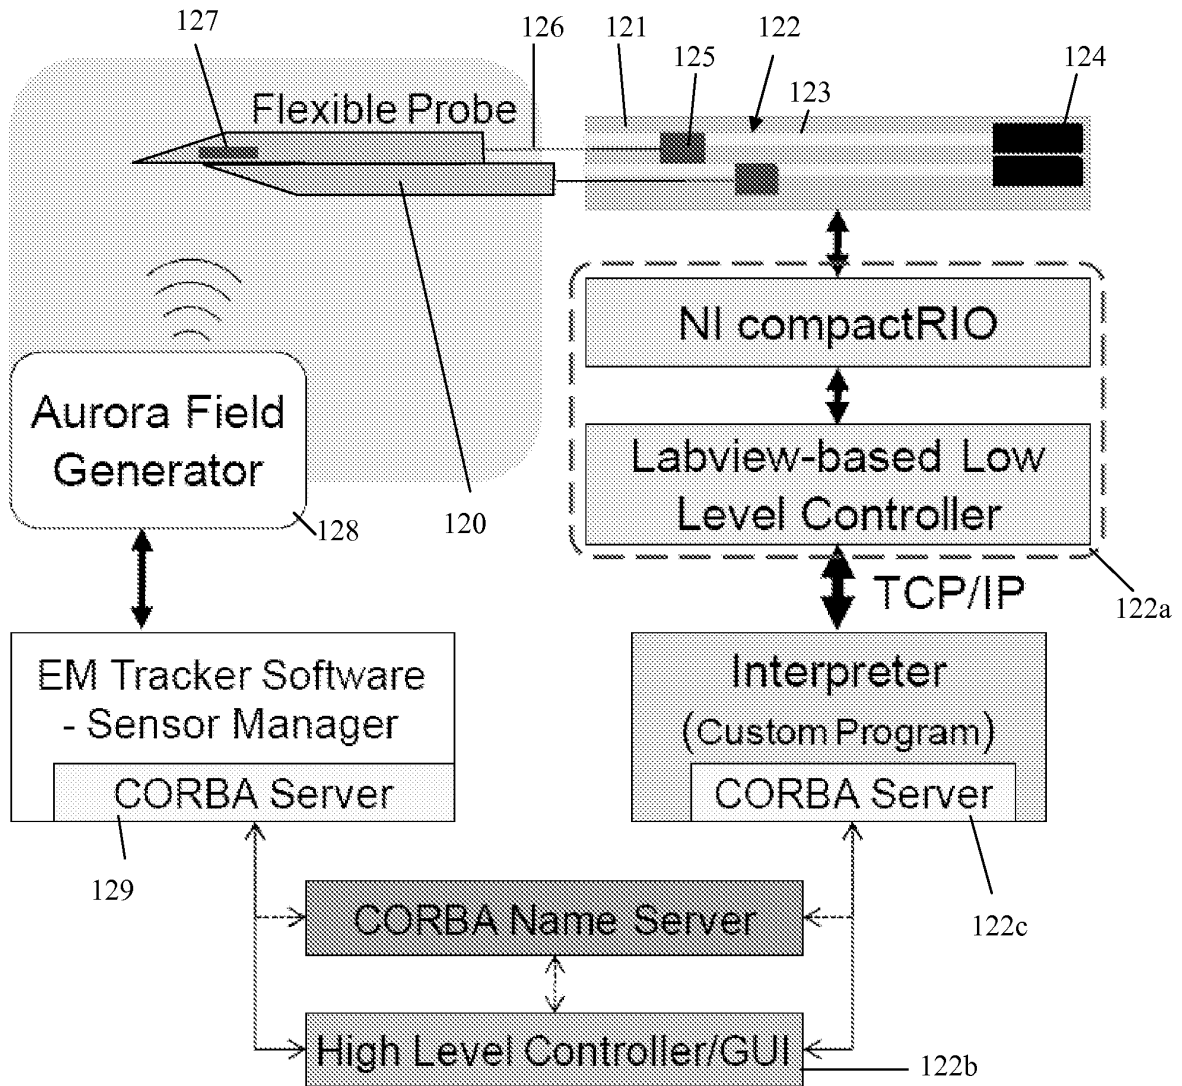 127
126
121
122
125
123
124
Flexible Probe
NI compactRIO
Aurora Field
Generator
128
120
Labview-based Low
Level Controller
122a
TCP/IP
EM Tracker Software
- Sensor Manager
CORBA Server
129
Interpreter
(Custom Program)
CORBA Server
122c
CORBA Name Server
High Level Controller/GUI
122b